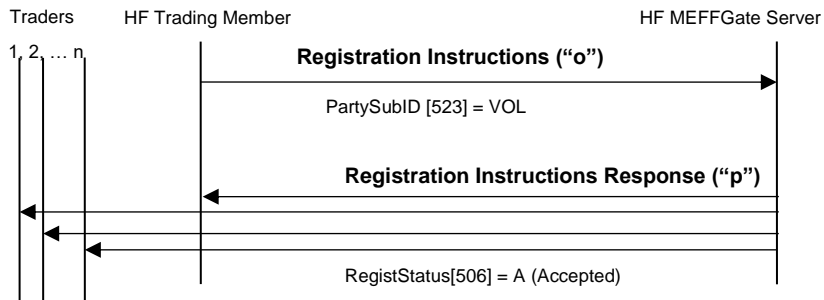 Traders HF Trading Member HF MEFFGate Server
1, 2, … n
Registration Instructions (“o”)
PartySubID [523] = VOL
Registration Instructions Response (“p”)
RegistStatus[506] = A (Accepted)